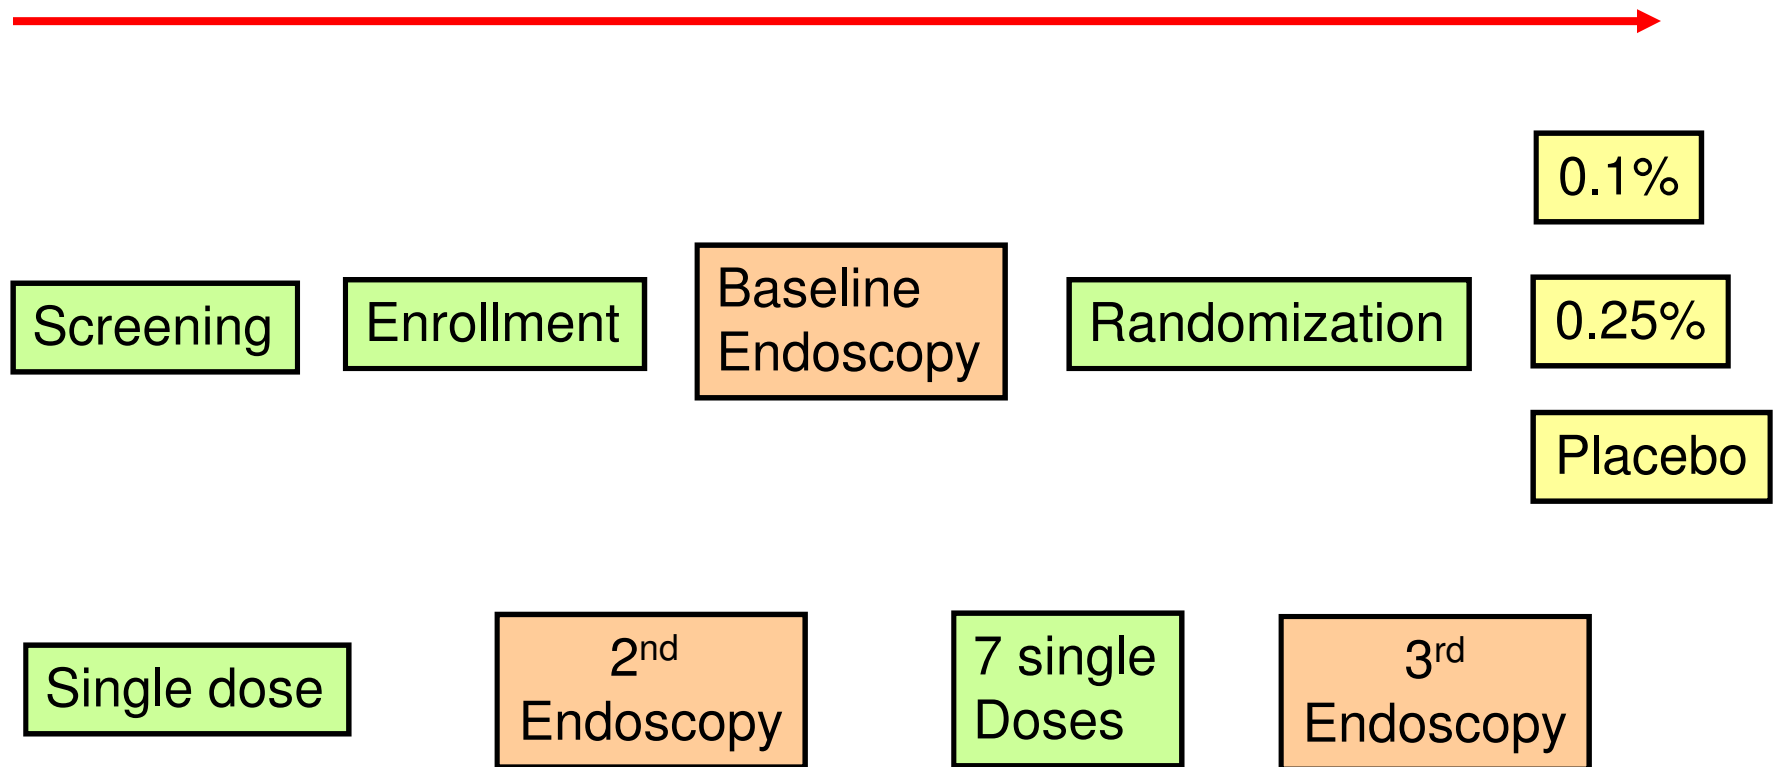 Screening
Enrollment
Baseline
Endoscopy
Randomization
0.1%
0.25%
Placebo
Single dose
2nd
Endoscopy
7 single
Doses
3rd
Endoscopy